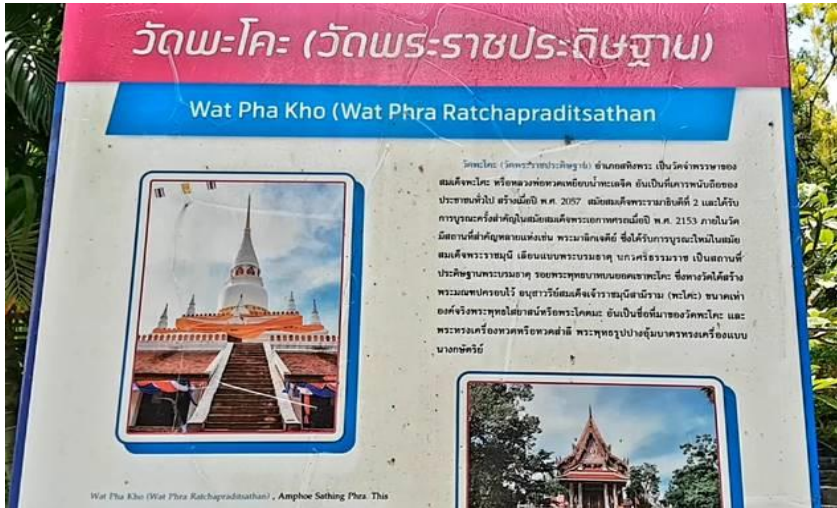 วัดพะโคะ (วัดพระราชประดิษฐาน)
Wat Pha Kho (Wat Phra Ratchapraditsathan
วัดพะโคะ (วัดพระราชประดิษฐาน) อำเภอสทิงพระ เป็นวัดจำพรรษาของ
สมเด็จพะโคะ หรือหลวงพ่อทวดเหยียบน้ำทะเลจืด อันเป็นที่เคารพนับถือของ
ประชาชนทั่วไป สร้างเมื่อปี พ.ศ. 2057 สมัยสมเด็จพระรามาธิบดีที่ 2 และได้รับ
การบูรณะครั้งสำคัญในสมัยสมเด็จพระเอกาทศรถเมื่อปี พ.ศ. 2153 ภายในวัด
มีสถานที่สำคัญหลายแห่งเช่น พระมาลิกเจดีย์ ซึ่งได้รับการบูรณะใหม่ในสมัย
สมเด็จพระราชมุนี เลียนแบบพระบรมธาตุ นครศรีธรรมราช เป็นสถานที่
ประดิษฐานพระบรมธาตุ รอยพระพุทธบาทบนยอดเขาพะโคะ ซึ่งทางวัดได้สร้าง
พระมณฑปครอบไว้ อนุสาวรีย์สมเด็จเจ้าราชมุนีสามีราม (พะโคะ) ขนาดเท่า
องค์จริงพระพุทธไสยาสน์หรือพระโคตมะ อันเป็นชื่อที่มาของวัดพะโคะ และ
พระทรงเครื่องทวดหรือทวดสำลี พระพุทธรูปปางอุ้มบาตรทรงเครื่องแบบ
นางกษัตริย์
Wat Pha Kho (Wat Phra Ratchapraditsathan) , Amphoe Sathing Phra. This